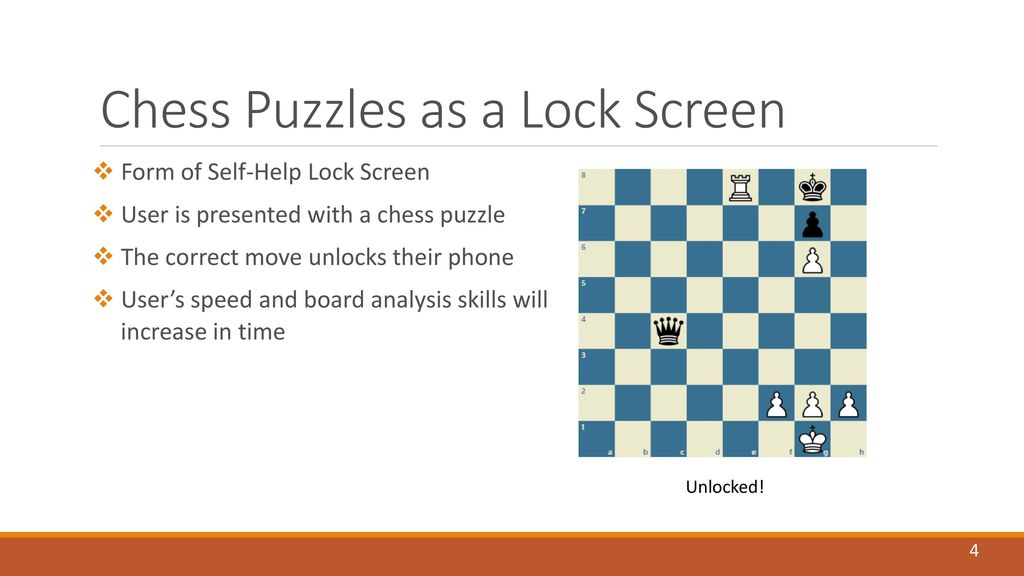 Chess Puzzles as a Lock Screen
Form of Self-Help Lock Screen
User is presented with a chess puzzle
The correct move unlocks their phone
User’s speed and board analysis skills will
increase in time
8
7
6
5
4
3
2
1
a b c d e f g h
Unlocked!
4